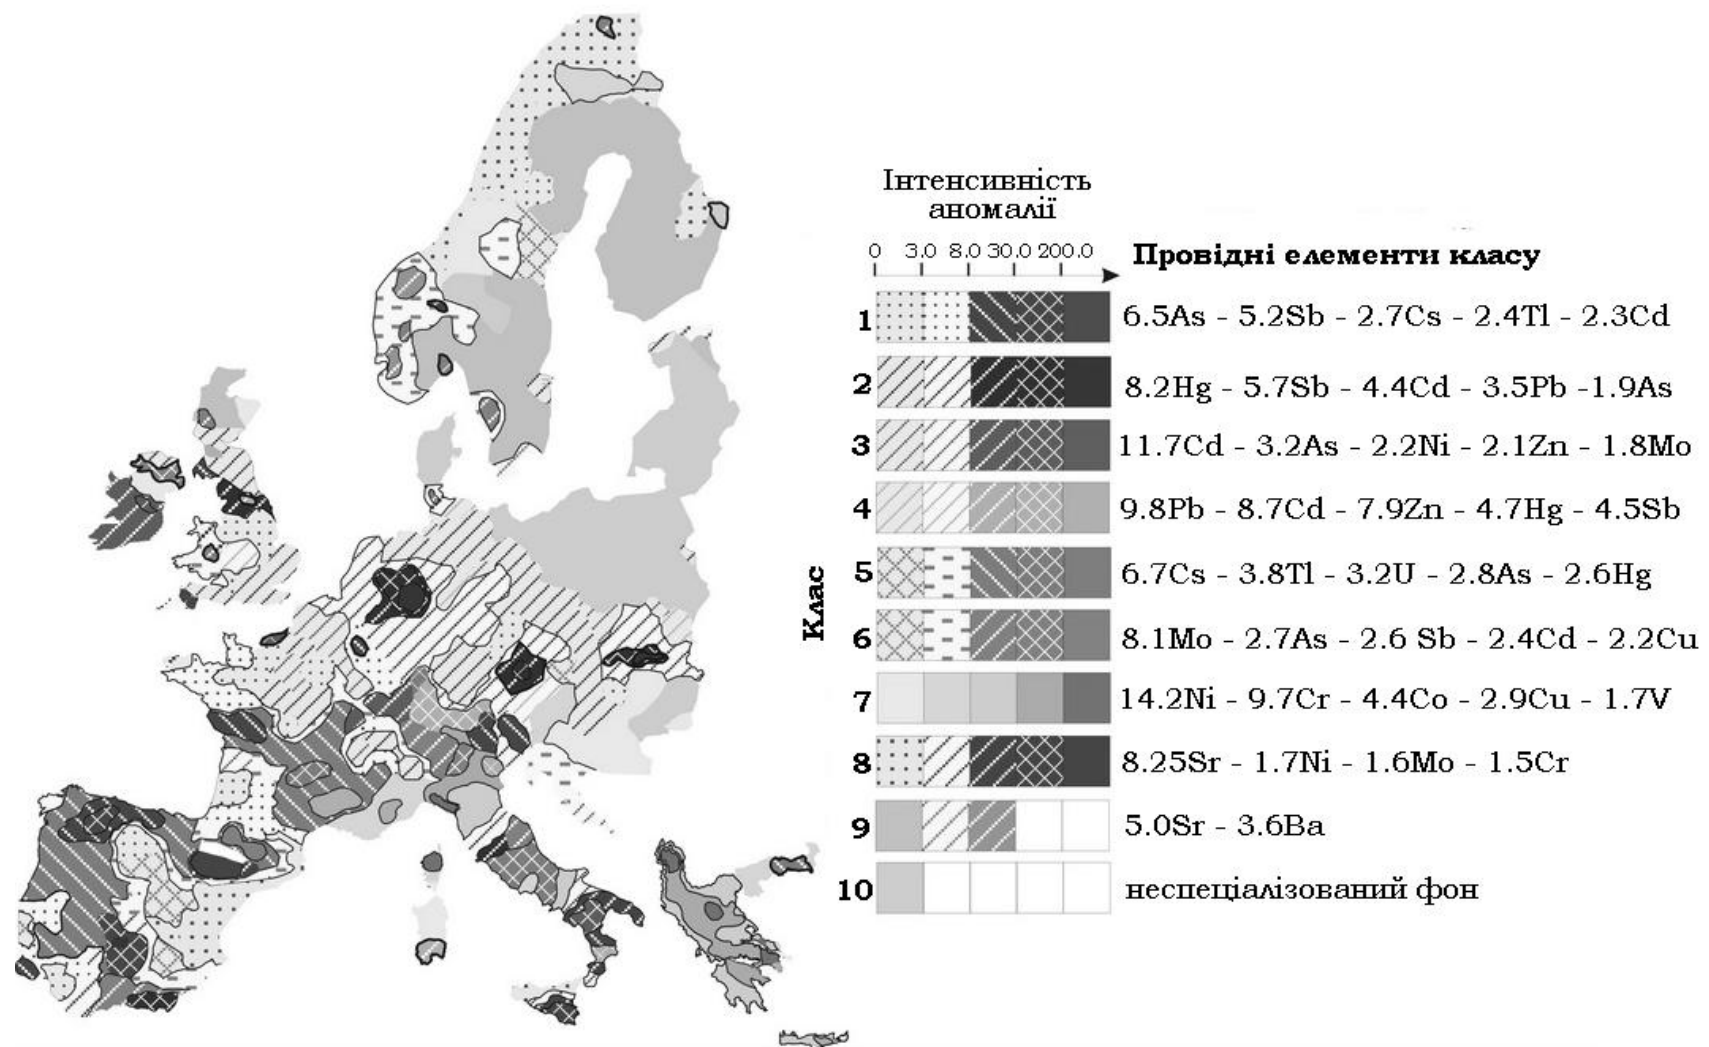 Інтенсивність
аномалії
0 3.0 8.0 30.0 200.0
Провідні елементи класу
Клас
1 6.5As - 5.2Sb - 2.7Cs - 2.4Tl - 2.3Cd
2 8.2Hg - 5.7Sb - 4.4Cd - 3.5Pb -1.9As
3 11.7Cd - 3.2As - 2.2Ni - 2.1Zn - 1.8Mo
4 9.8Pb - 8.7Cd - 7.9Zn - 4.7Hg - 4.5Sb
5 6.7Cs - 3.8Tl - 3.2U - 2.8As - 2.6Hg
6 8.1Mo - 2.7As - 2.6 Sb - 2.4Cd - 2.2Cu
7 14.2Ni - 9.7Cr - 4.4Co - 2.9Cu - 1.7V
8 8.25Sr - 1.7Ni - 1.6Mo - 1.5Cr
9 5.0Sr - 3.6Ba
10 неспеціалізований фон